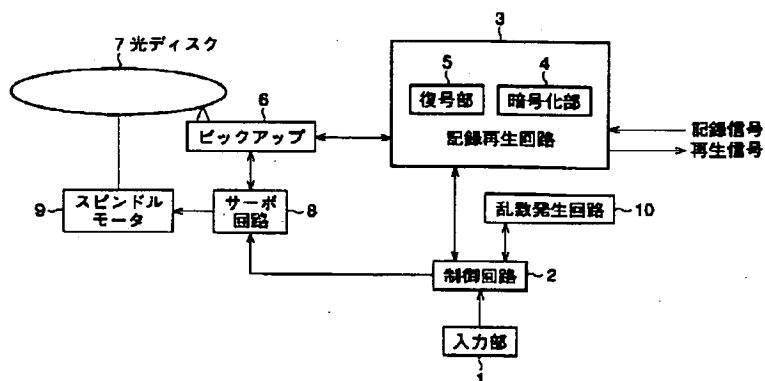 3
7 光ディスク
5
4
復号部
暗号化部
6
ピックアップ
記録再生回路
記録信号
再生信号
9
スピンドル
モータ
サーボ
回路
8
乱数発生回路
10
制御回路
2
入力部
1